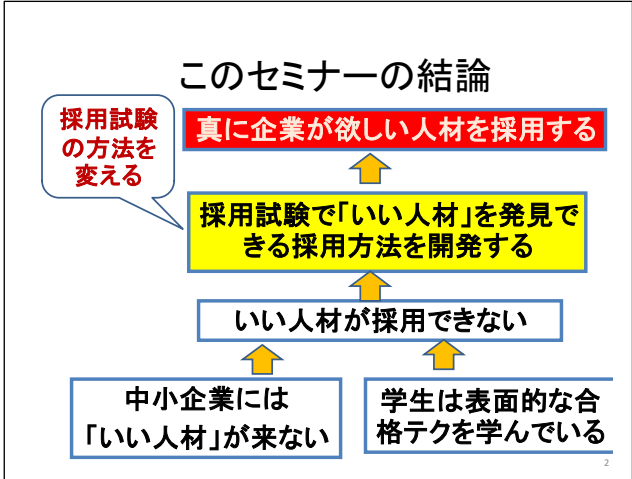 このセミナーの結論
採用試験
の方法を
変える
真に企業が欲しい人材を採用する
採用試験で「いい人材」を発見で
きる採用方法を開発する
いい人材が採用できない
中小企業には
「いい人材」が来ない
学生は表面的な合
格テクを学んでいる
2